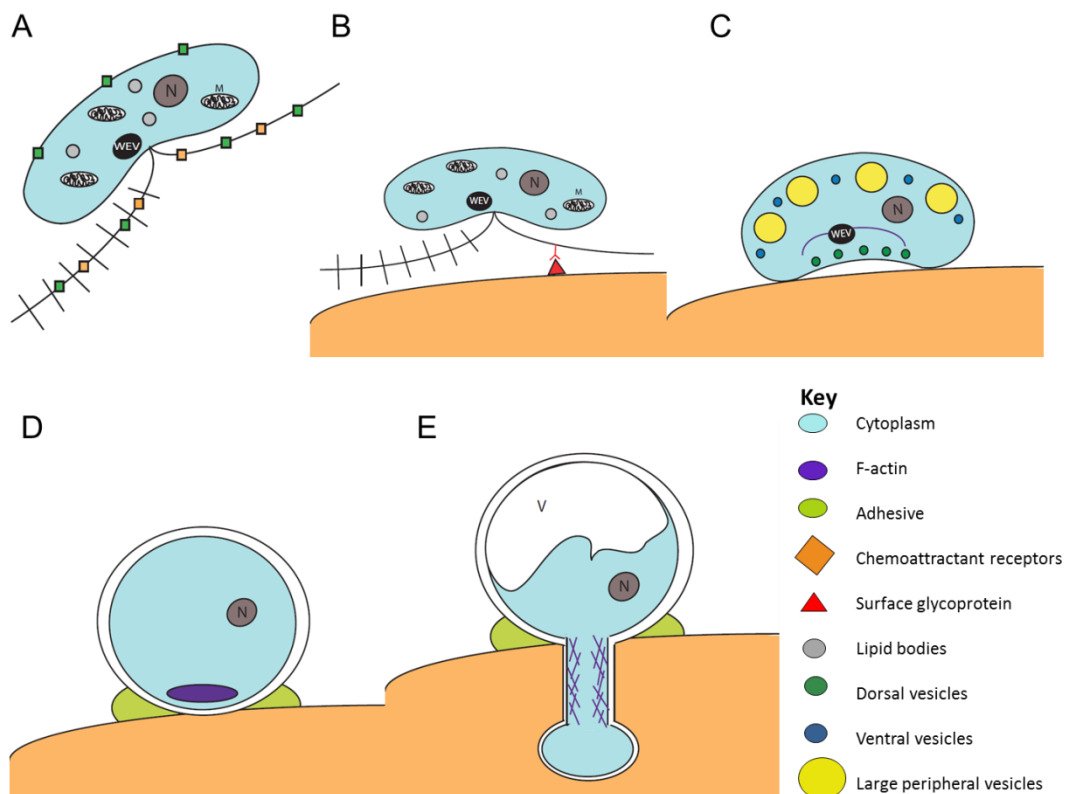 A
B
C
N
M
WEV
N
M
WEV
N
WEV
D
E
N
V
N
Key
Cytoplasm
F-actin
Adhesive
Chemoattractant receptors
Surface glycoprotein
Lipid bodies
Dorsal vesicles
Ventral vesicles
Large peripheral vesicles